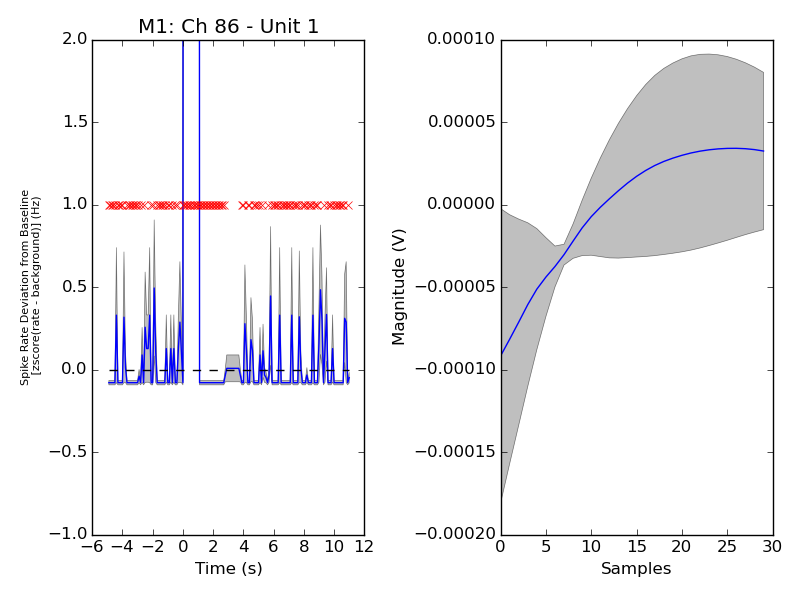 M1: Ch 86 - Unit 1
2.0
1.5
1.0
0.5
0.0
−0.5
−1.0
Spike Rate Deviation from Baseline
[zscore(rate - background)] (Hz)
−6 −4 −2 0 2 4 6 8 10 12
Time (s)
0.00010
0.00005
0.00000
−0.00005
−0.00010
−0.00015
−0.00020
Magnitude (V)
0 5 10 15 20 25 30
Samples